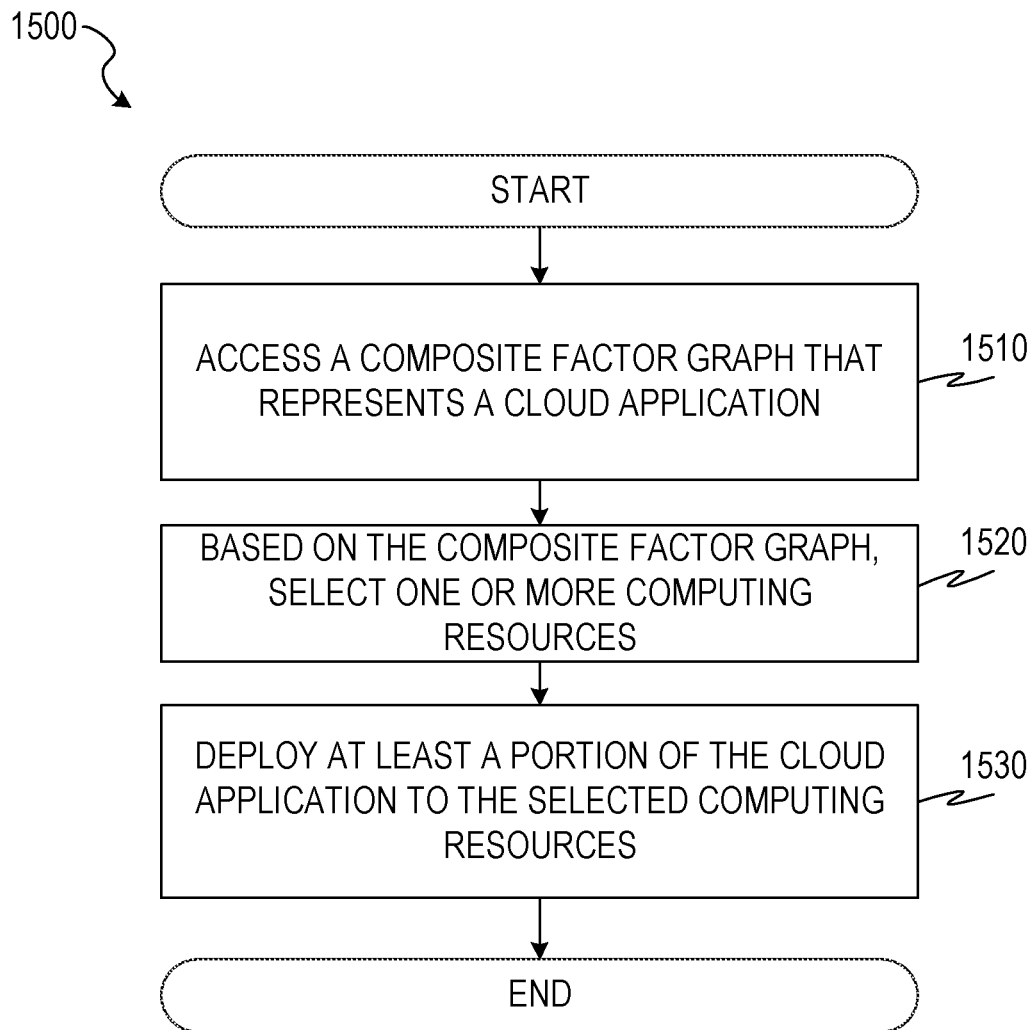 1500
START
ACCESS A COMPOSITE FACTOR GRAPH THAT
REPRESENTS A CLOUD APPLICATION
1510
BASED ON THE COMPOSITE FACTOR GRAPH,
SELECT ONE OR MORE COMPUTING
RESOURCES
1520
DEPLOY AT LEAST A PORTION OF THE CLOUD
APPLICATION TO THE SELECTED COMPUTING
RESOURCES
1530
END